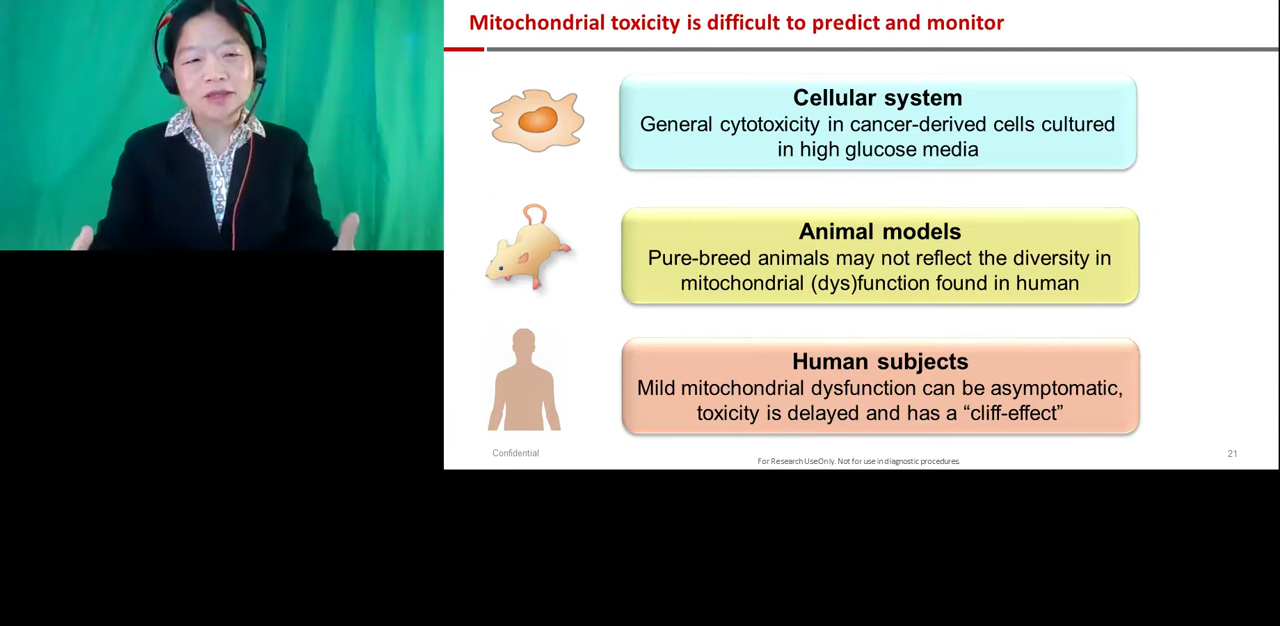 Mitochondrial toxicity is difficult to predict and monitor
Cellular system
General cytotoxicity in cancer-derived cells cultured
in high glucose media
Animal models
Pure-breed animals may not reflect the diversity in
mitochondrial (dys)function found in human
Human subjects
Mild mitochondrial dysfunction can be asymptomatic,
toxicity is delayed and has a “cliff-effect”
Confidential
For Research UseOnly. Not for use in diagnostic procedures.
21